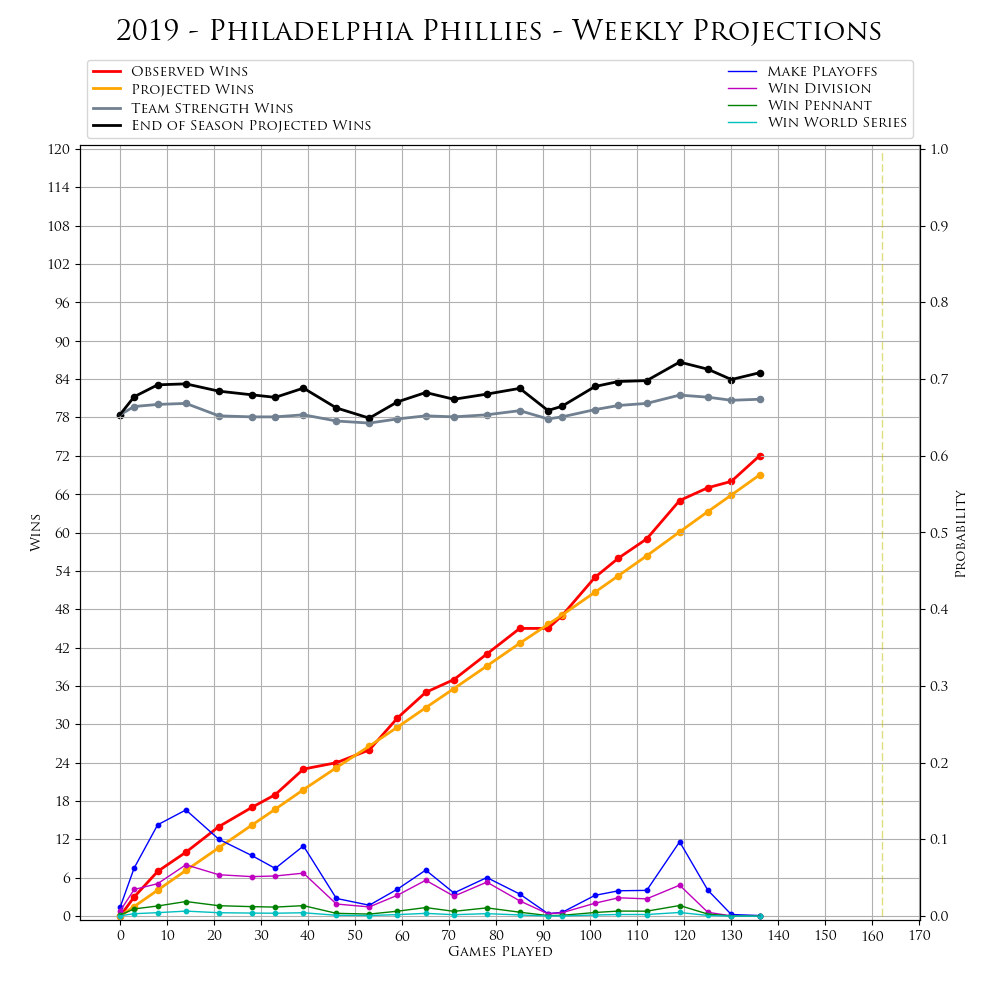 2019 - Philadelphia Phillies - Weekly Projections
Observed Wins
Projected Wins
Team Strength Wins
End of Season Projected Wins
Make Playoffs
Win Division
Win Pennant
Win World Series
120
114
108
102
96
90
84
78
72
66
60
54
48
42
36
30
24
18
12
6
0
Wins
1.0
0.9
0.8
0.7
0.6
0.5
0.4
0.3
0.2
0.1
0.0
Probability
0 10 20 30 40 50 60 70 80 90 100 110 120 130 140 150 160 170
Games Played